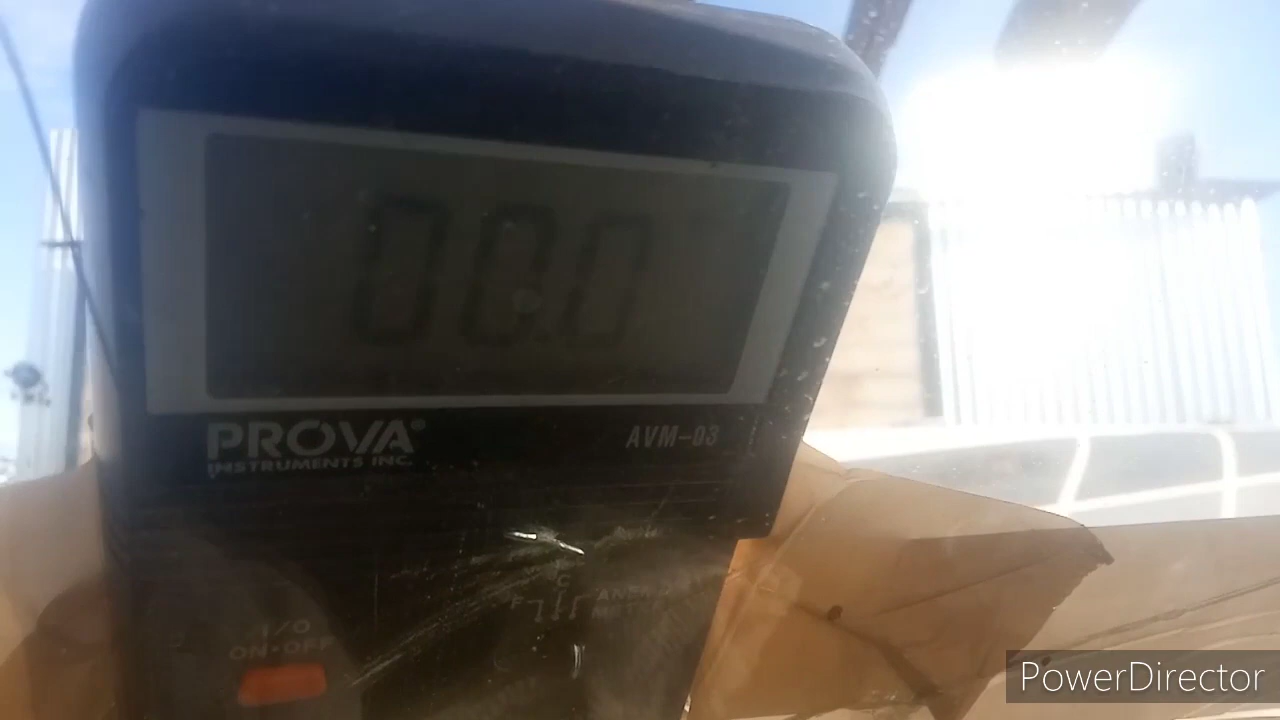 00.0
PROVA®
INSTRUMENTS INC.
AVM-03
C
F
I/O
ON•OFF
PowerDirector